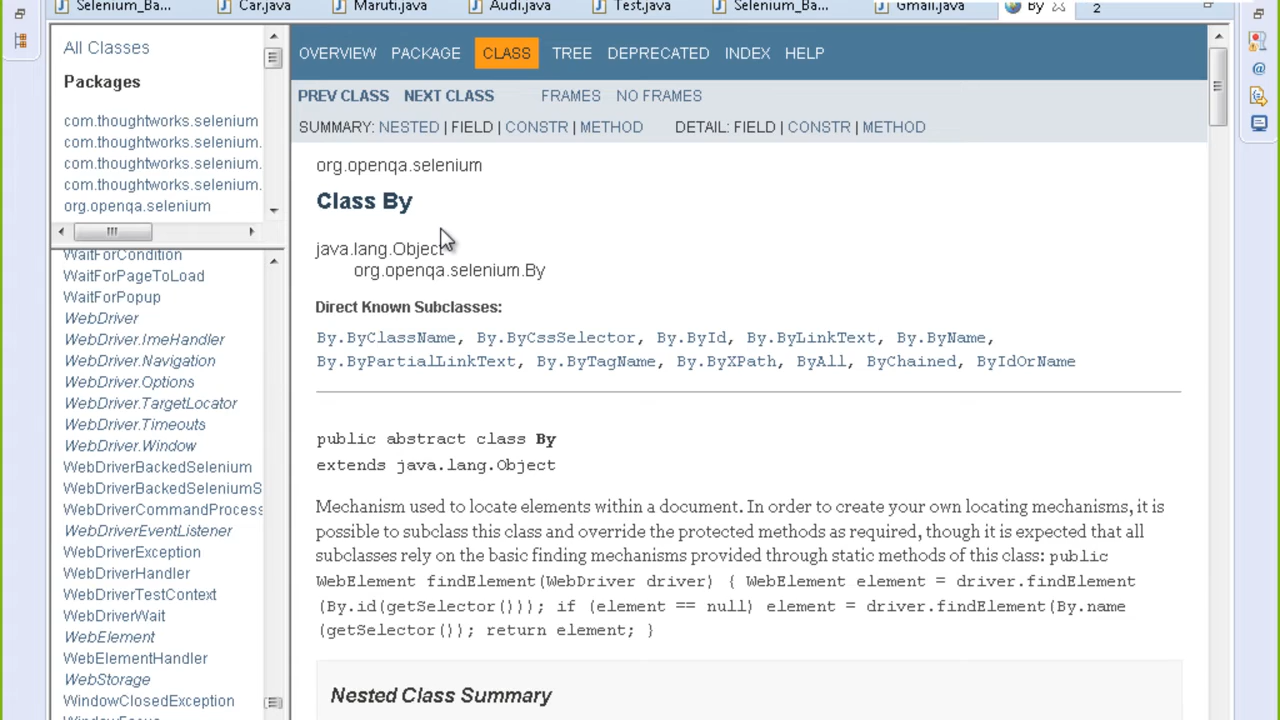 Selenium_Ba...
Car.java
Maruti.java
Audi.java
Test.java
Selenium_Ba...
Gmail.java
By
2
All Classes
Packages
com.thoughtworks.selenium
com.thoughtworks.selenium.
com.thoughtworks.selenium.
com.thoughtworks.selenium.
org.openqa.selenium
WaitForCondition
WaitForPageToLoad
WaitForPopup
WebDriver
WebDriver.ImeHandler
WebDriver.Navigation
WebDriver.Options
WebDriver.TargetLocator
WebDriver.Timeouts
WebDriver.Window
WebDriverBackedSelenium
WebDriverBackedSeleniumS
WebDriverCommandProcess
WebDriverEventListener
WebDriverException
WebDriverHandler
WebDriverTestContext
WebDriverWait
WebElement
WebElementHandler
WebStorage
WindowClosedException
WindowFocus
OVERVIEW PACKAGE CLASS TREE DEPRECATED INDEX HELP
PREV CLASS NEXT CLASS FRAMES NO FRAMES
SUMMARY: NESTED | FIELD | CONSTR | METHOD DETAIL: FIELD | CONSTR | METHOD
org.openqa.selenium
Class By
java.lang.Object
org.openqa.selenium.By
Direct Known Subclasses:
By.ByClassName, By.ByCssSelector, By.ById, By.ByLinkText, By.ByName,
By.ByPartialLinkText, By.ByTagName, By.ByXPath, ByAll, ByChained, ByIdOrName
public abstract class By
extends java.lang.Object
Mechanism used to locate elements within a document. In order to create your own locating mechanisms, it is
possible to subclass this class and override the protected methods as required, though it is expected that all
subclasses rely on the basic finding mechanisms provided through static methods of this class: public
WebElement findElement(WebDriver driver) { WebElement element = driver.findElement
(By.id(getSelector())); if (element == null) element = driver.findElement(By.name
(getSelector()); return element; }
Nested Class Summary